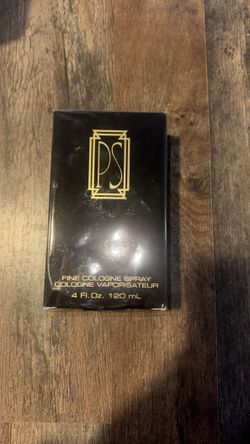 PS
FINE COLOGNE SPRAY
COLOGNE VAPORISATEUR
4 Fl. Oz. 120 mL